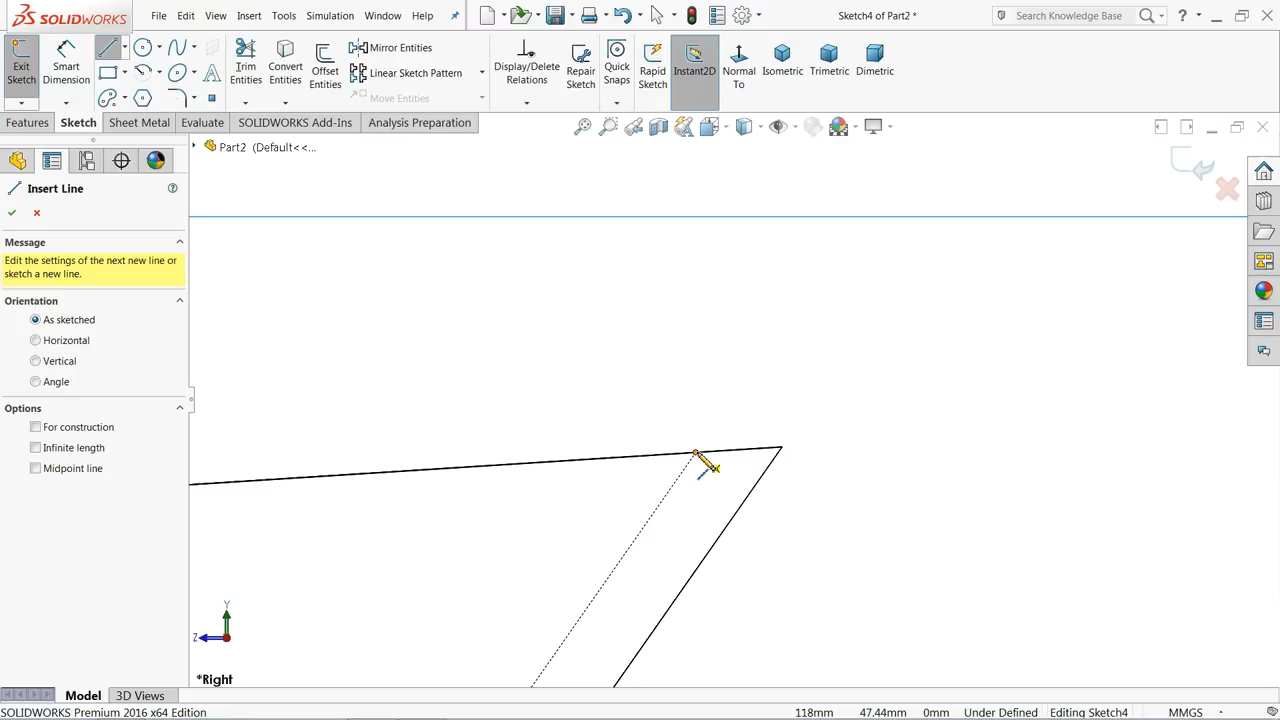 SOLIDWORKS File Edit View Insert Tools Simulation Window Help Sketch4 of Part2 * Search Knowledge Base ?
Exit Sketch Smart Dimension Trim Entities Convert Entities Offset Entities Mirror Entities Linear Sketch Pattern Move Entities Display/Delete Relations Repair Sketch Quick Snaps Rapid Sketch Instant2D Normal To Isometric Trimetric Dimetric
Features Sketch Sheet Metal Evaluate SOLIDWORKS Add-Ins Analysis Preparation
Part2 (Default<<...
Insert Line
Message
Edit the settings of the next new line or
sketch a new line.
Orientation
As sketched
Horizontal
Vertical
Angle
Options
For construction
Infinite length
Midpoint line
Y
Z
*Right
Model 3D Views
SOLIDWORKS Premium 2016 x64 Edition 118mm 47.44mm 0mm Under Defined Editing Sketch4 MMGS